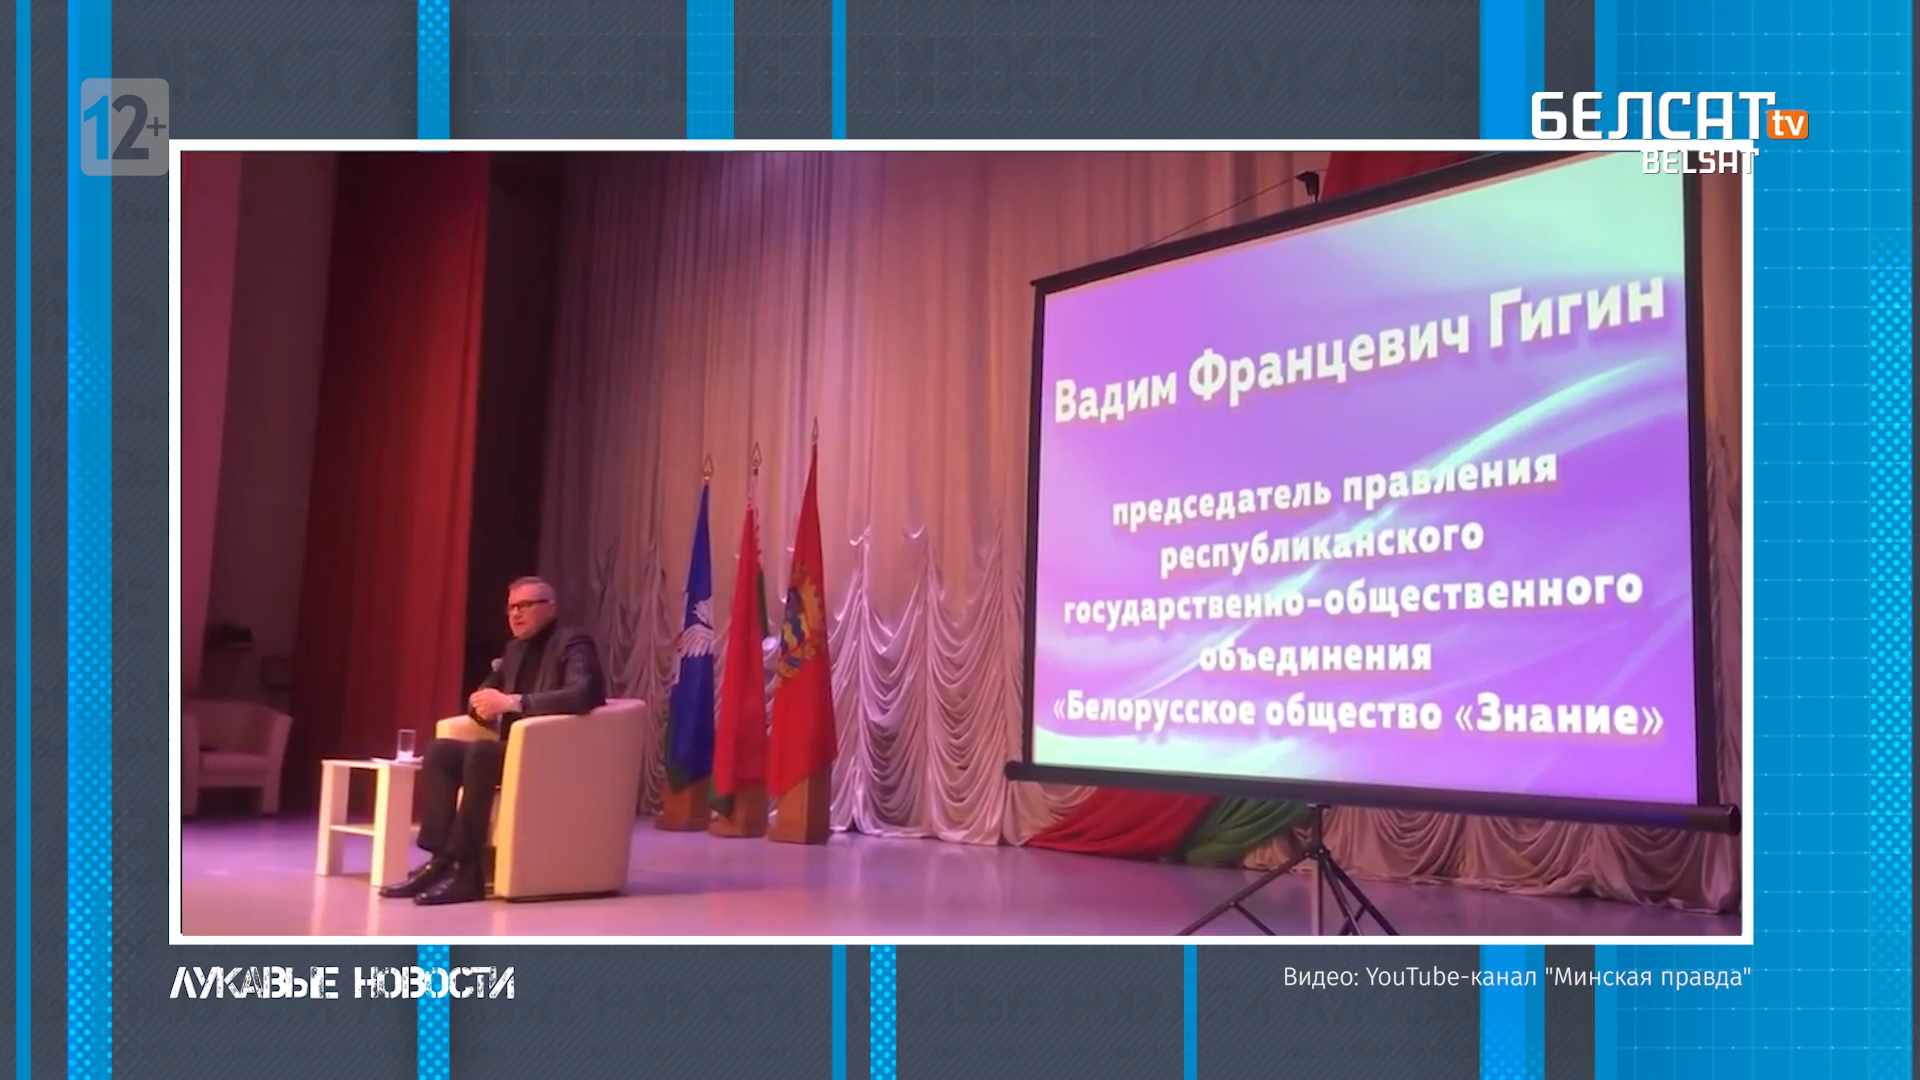 12+
БЕЛСАТ tv
BELSAT
Вадим Францевич Гигин
председатель правления
республиканского
государственно-общественного
объединения
«Белорусское общество «Знание»
ЛУКАВЫЕ НОВОСТИ
Видео: YouTube-канал "Минская правда"